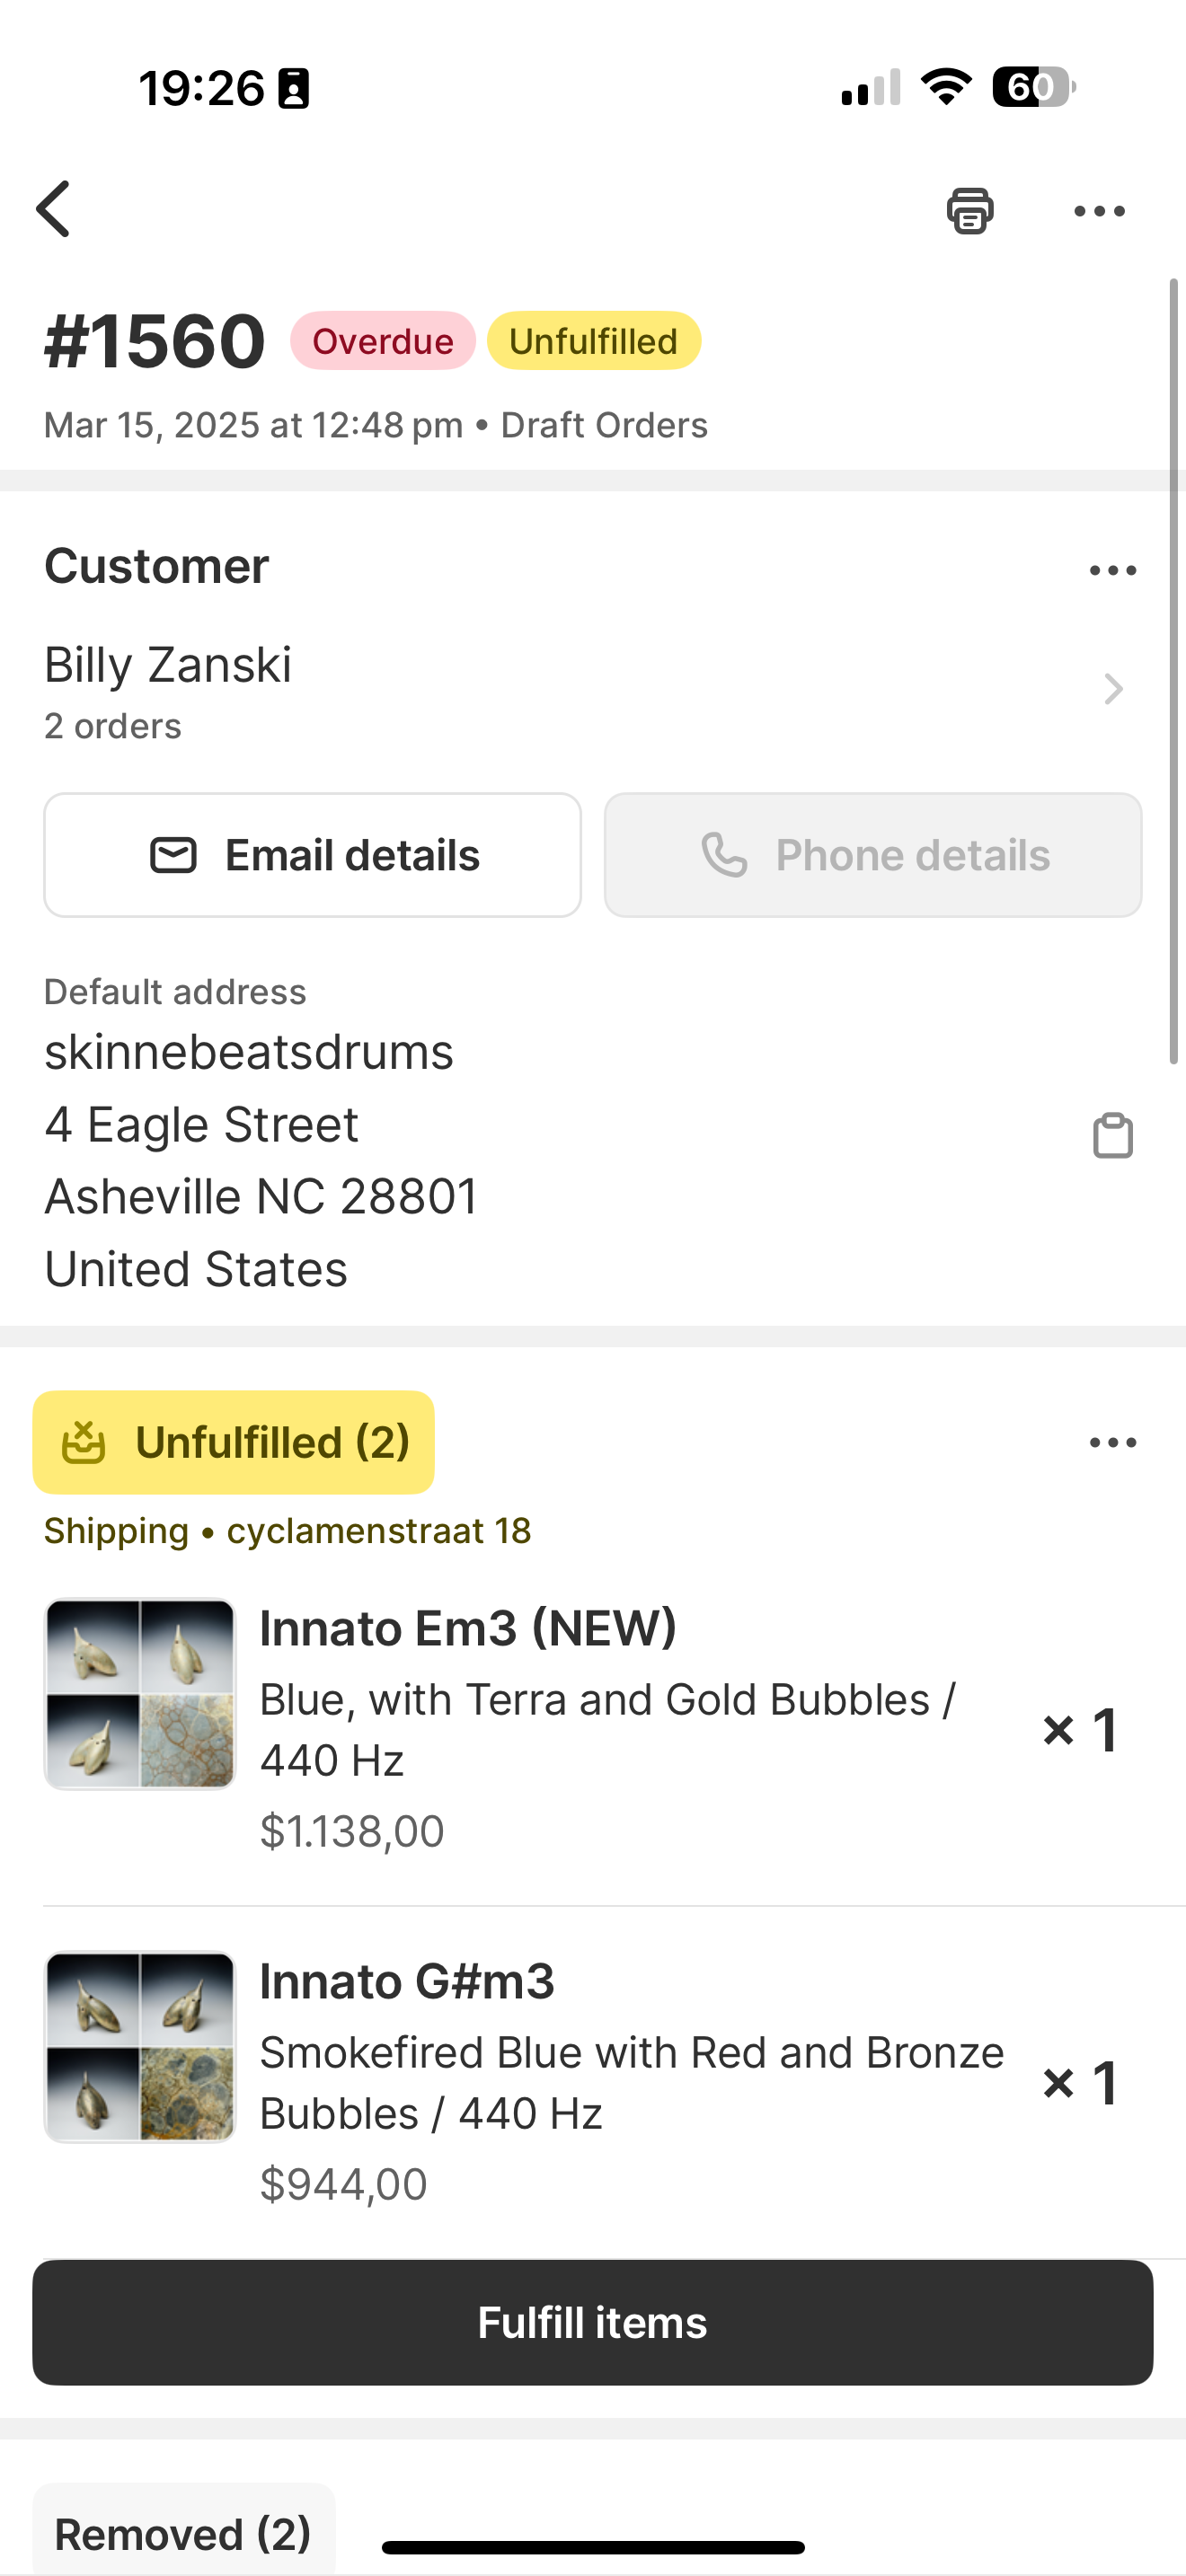 19:26
60
#1560 Overdue Unfulfilled
Mar 15, 2025 at 12:48 pm • Draft Orders
Customer
Billy Zanski
2 orders
Email details
Phone details
Default address
skinnebeatsdrums
4 Eagle Street
Asheville NC 28801
United States
Unfulfilled (2)
Shipping • cyclamenstraat 18
Innato Em3 (NEW)
Blue, with Terra and Gold Bubbles /
440 Hz
× 1
$1.138,00
Innato G#m3
Smokefired Blue with Red and Bronze
Bubbles / 440 Hz
× 1
$944,00
Fulfill items
Removed (2)